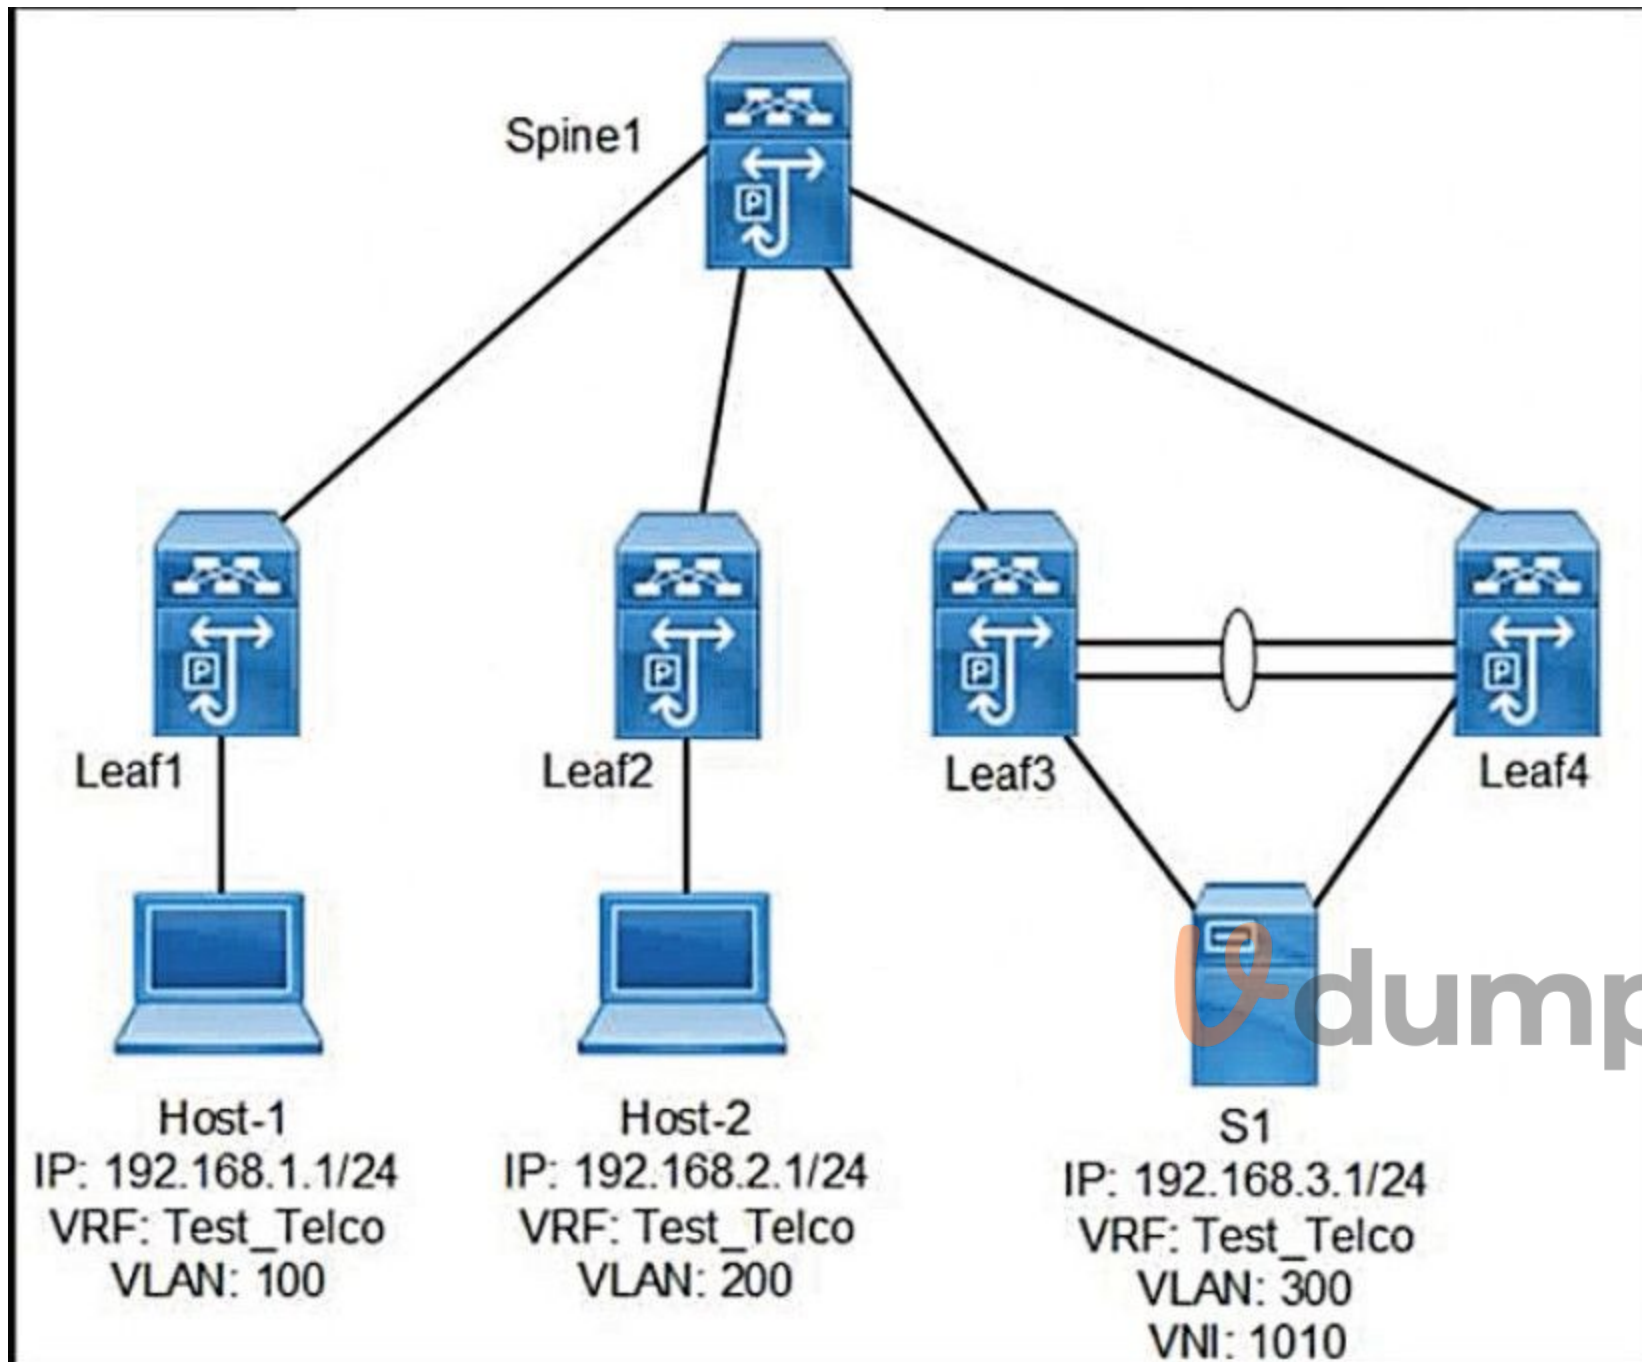 Spine1
Leaf1
Leaf2
Leaf3
Leaf4
Host-1
IP: 192.168.1.1/24
VRF: Test_Telco
VLAN: 100
Host-2
IP: 192.168.2.1/24
VRF: Test_Telco
VLAN: 200
S1
IP: 192.168.3.1/24
VRF: Test_Telco
VLAN: 300
VNI: 1010
P
P
P
P
P